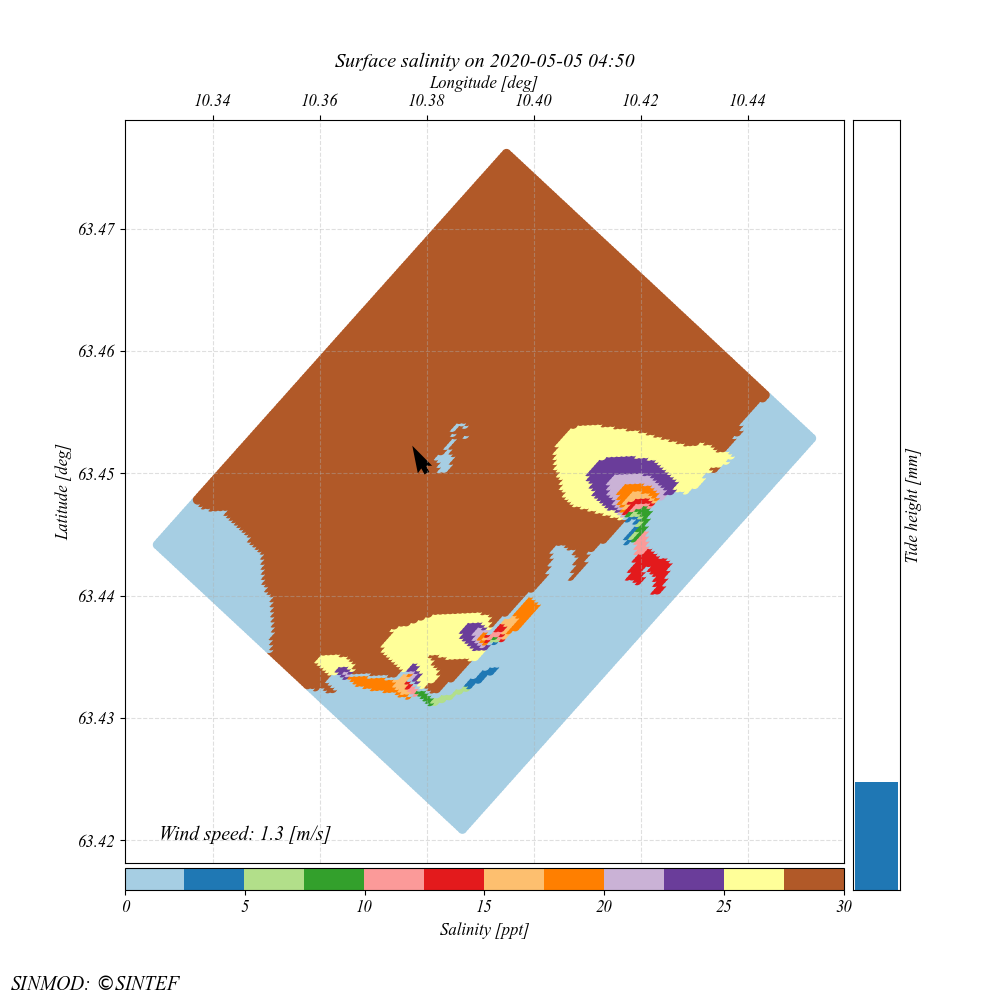 Surface salinity on 2020-05-05 04:50
Longitude [deg]
10.34 10.36 10.38 10.40 10.42 10.44
63.47
63.46
63.45
63.44
63.43
63.42
Latitude [deg]
Tide height [mm]
Wind speed: 1.3 [m/s]
0 5 10 15 20 25 30
Salinity [ppt]
SINMOD: ©SINTEF